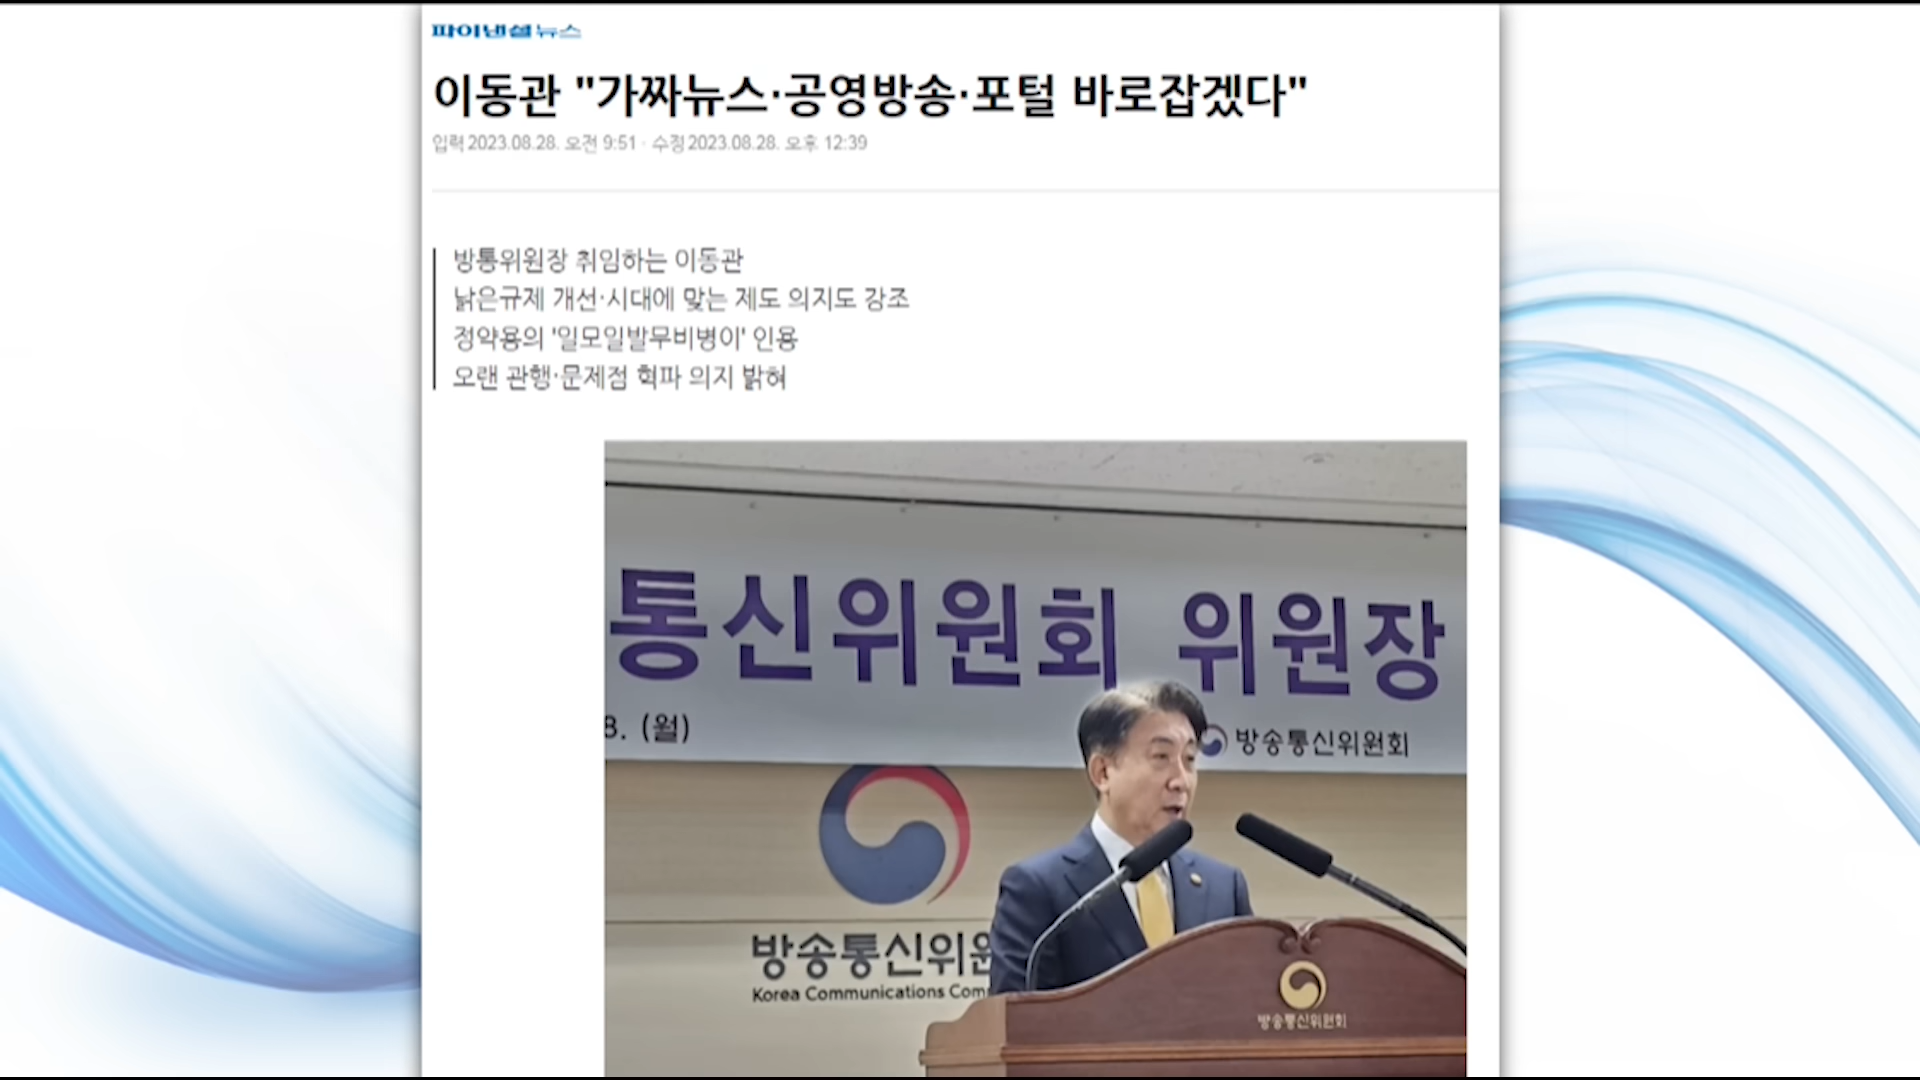 파이낸셜뉴스
이동관 "가짜뉴스·공영방송·포털 바로잡겠다"
입력 2023.08.28. 오전 9:51 · 수정 2023.08.28. 오후 12:39
방통위원장 취임하는 이동관
낡은규제 개선·시대에 맞는 제도 의지도 강조
정약용의 '일모일발무비병이' 인용
오랜 관행·문제점 혁파 의지 밝혀
통신위원회 위원장
8. (월)
방송통신위원회
방송통신위원
Korea Communications Com
방송통신위원회